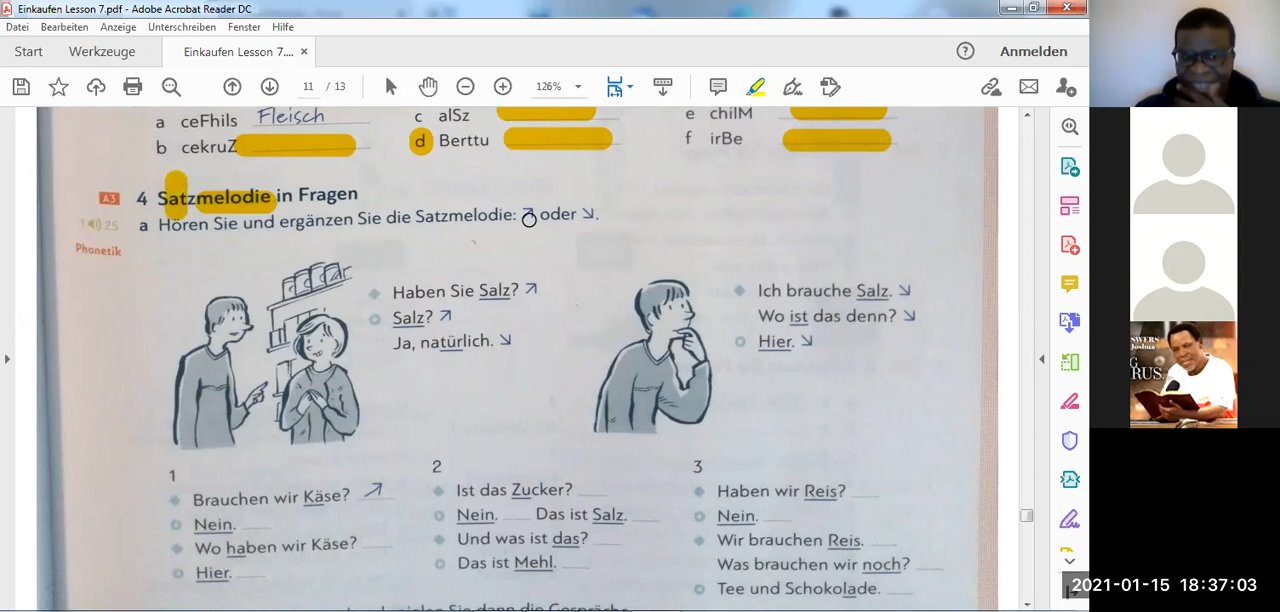 Einkaufen Lesson 7.pdf - Adobe Acrobat Reader DC
Datei Bearbeiten Anzeige Unterschreiben Fenster Hilfe
Start Werkzeuge Einkaufen Lesson 7.... × Anmelden
11 / 13 126%
a ceFhils Fleisch c alSz e chilM
b cekruZ d Berttu f irBe
A3 4 Satzmelodie in Fragen
1 25 a Hören Sie und ergänzen Sie die Satzmelodie: ↗ oder ↘.
Phonetik
Haben Sie Salz? ↗
Salz? ↗
Ja, natürlich. ↘
Ich brauche Salz. ↘
Wo ist das denn? ↘
Hier. ↘
1
Brauchen wir Käse? ↗
Nein.
Wo haben wir Käse?
Hier.
2
Ist das Zucker?
Nein. Das ist Salz.
Und was ist das?
Das ist Mehl.
3
Haben wir Reis?
Nein.
Wir brauchen Reis.
Was brauchen wir noch?
Tee und Schokolade.
2021-01-15 18:37:03